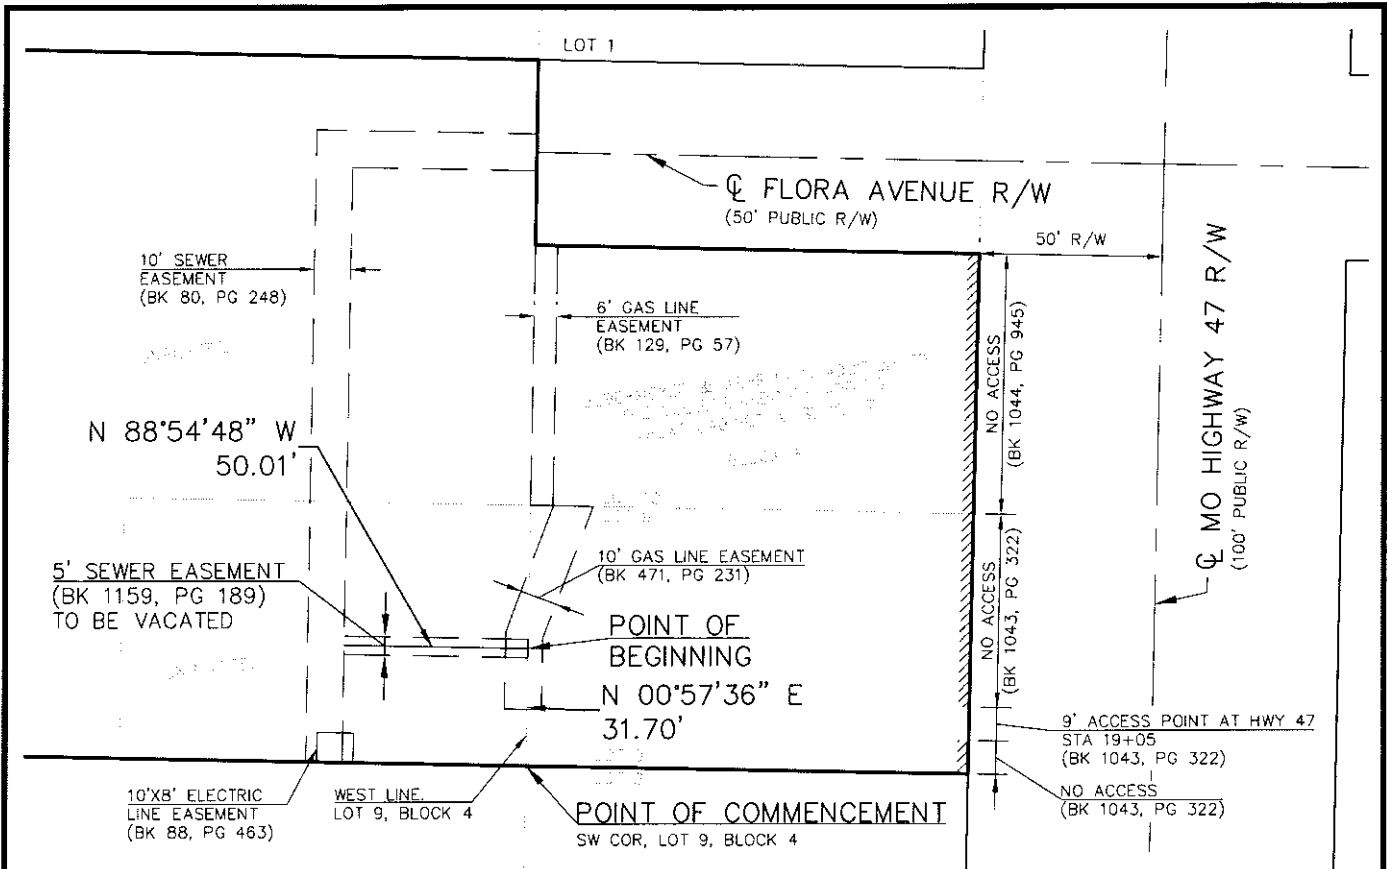 LOT 1
℄ FLORA AVENUE R/W
(50' PUBLIC R/W)
50' R/W
10' SEWER
EASEMENT
(BK 80, PG 248)
6' GAS LINE
EASEMENT
(BK 129, PG 57)
NO ACCESS
(BK 1044, PG 945)
℄ MO HIGHWAY 47 R/W
(100' PUBLIC R/W)
N 88°54'48" W
50.01'
5' SEWER EASEMENT
(BK 1159, PG 189)
TO BE VACATED
10' GAS LINE EASEMENT
(BK 471, PG 231)
NO ACCESS
(BK 1043, PG 322)
POINT OF
BEGINNING
N 00°57'36" E
31.70'
9' ACCESS POINT AT HWY 47
STA 19+05
(BK 1043, PG 322)
NO ACCESS
(BK 1043, PG 322)
10'X8' ELECTRIC
LINE EASEMENT
(BK 88, PG 463)
WEST LINE.
LOT 9, BLOCK 4
POINT OF COMMENCEMENT
SW COR, LOT 9, BLOCK 4